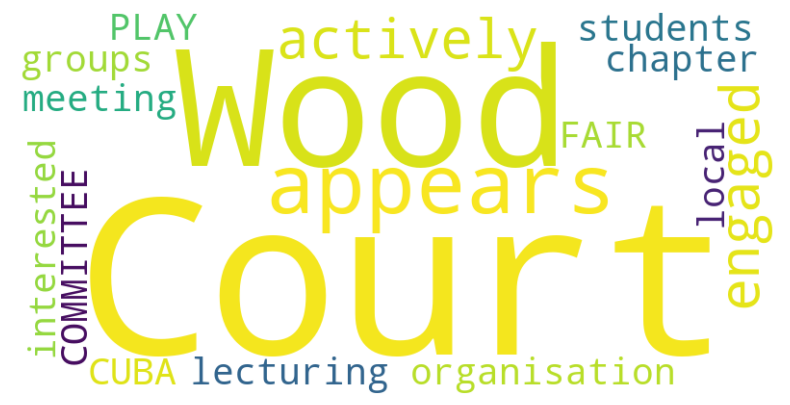 PLAY
actively
students
groups
Wood
chapter
meeting
FAIR
engaged
local
interested
COMMITTEE
appears
Court
CUBA
lecturing
organisation